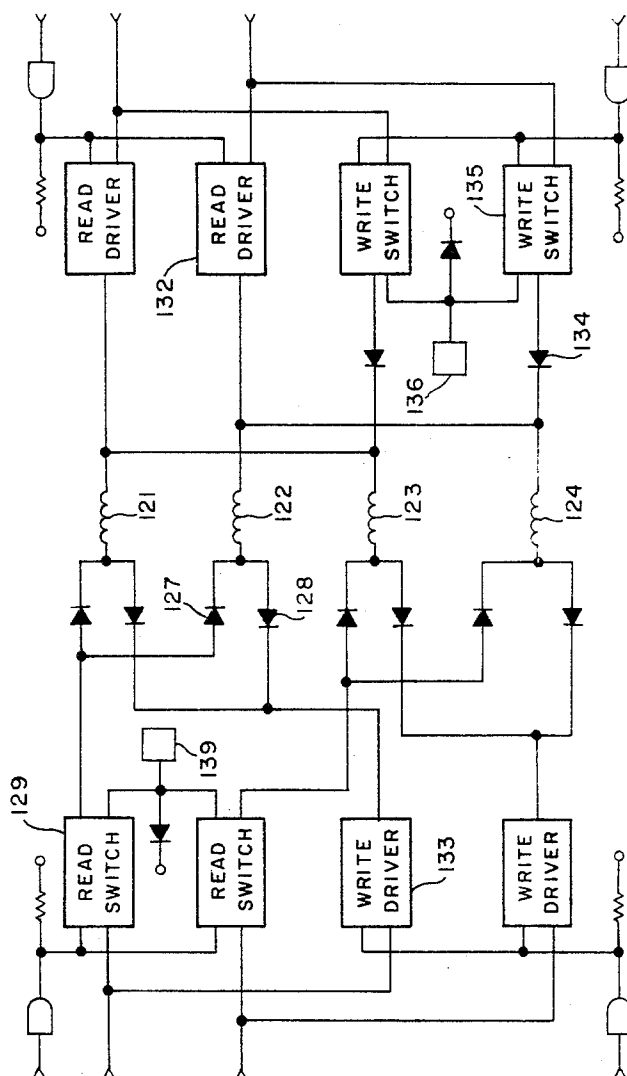 READ
DRIVER
READ
DRIVER
132
WRITE
SWITCH
WRITE
SWITCH
135
136
134
121
122
123
124
127
128
129
139
READ
SWITCH
READ
SWITCH
WRITE
DRIVER
133
WRITE
DRIVER